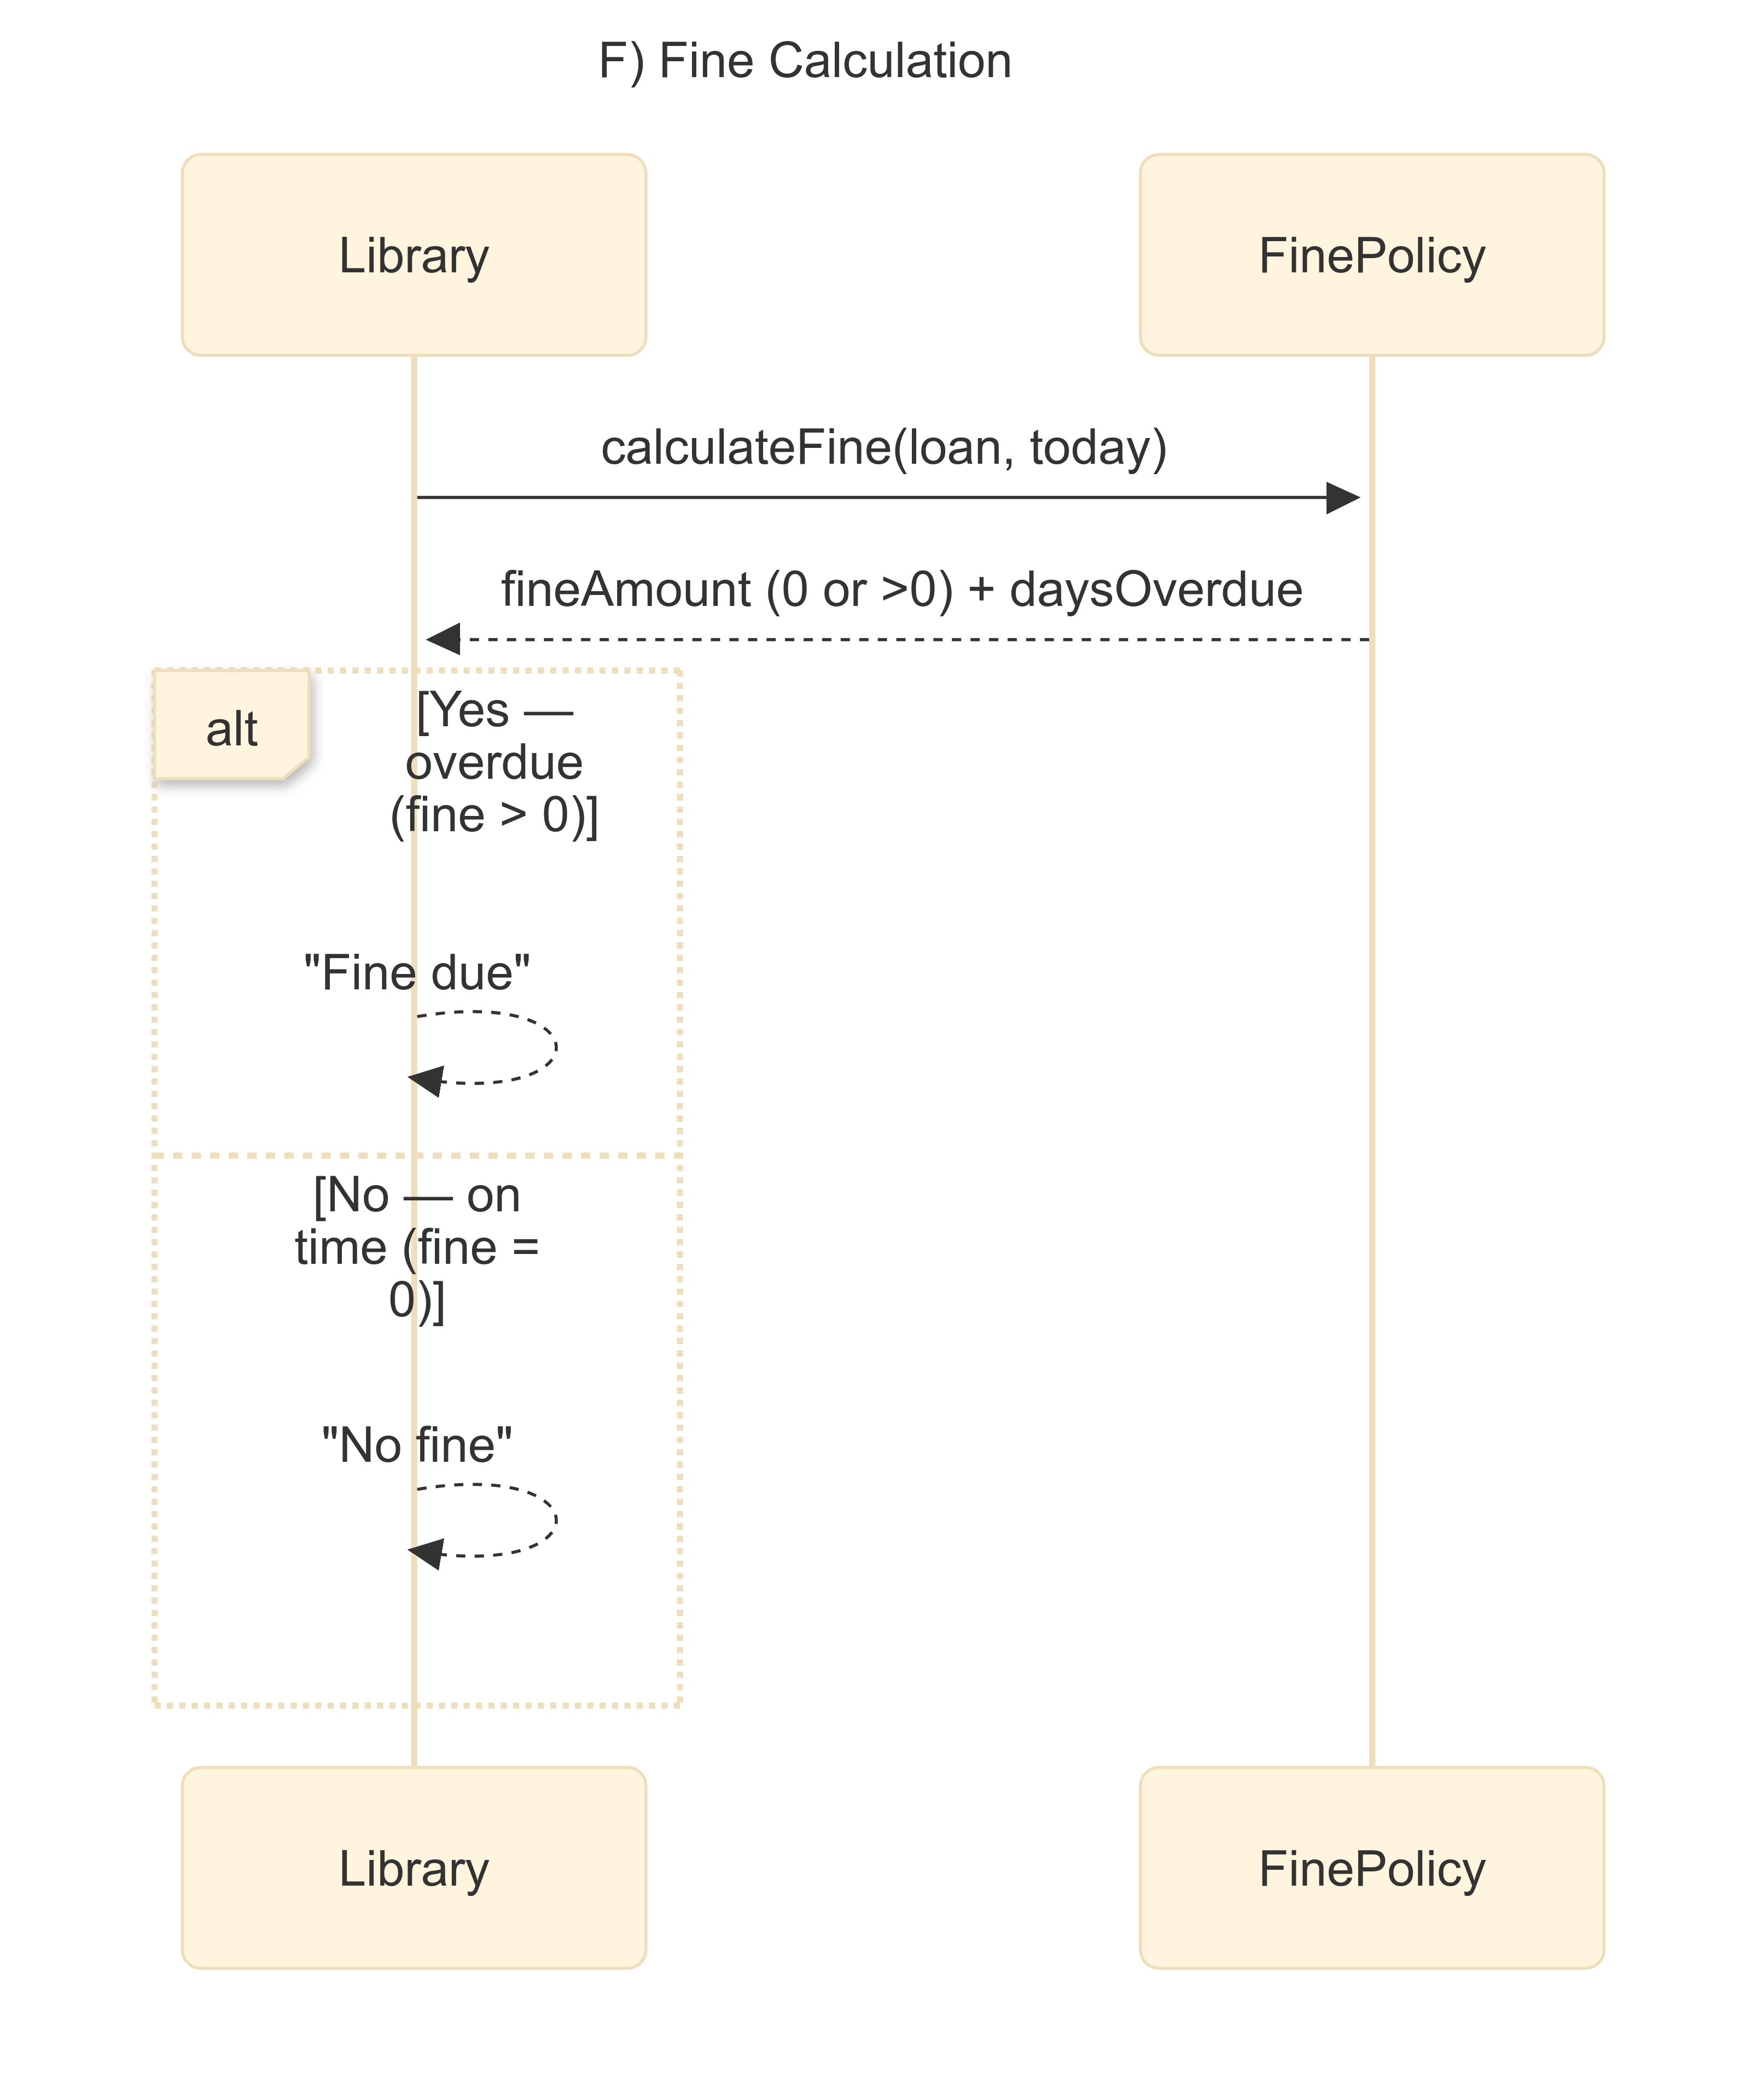 F) Fine Calculation
Library
FinePolicy
calculateFine(loan, today)
fineAmount (0 or >0) + daysOverdue
alt
[Yes —
overdue
(fine > 0)]
"Fine due"
[No — on
time (fine =
0)]
"No fine"
Library
FinePolicy